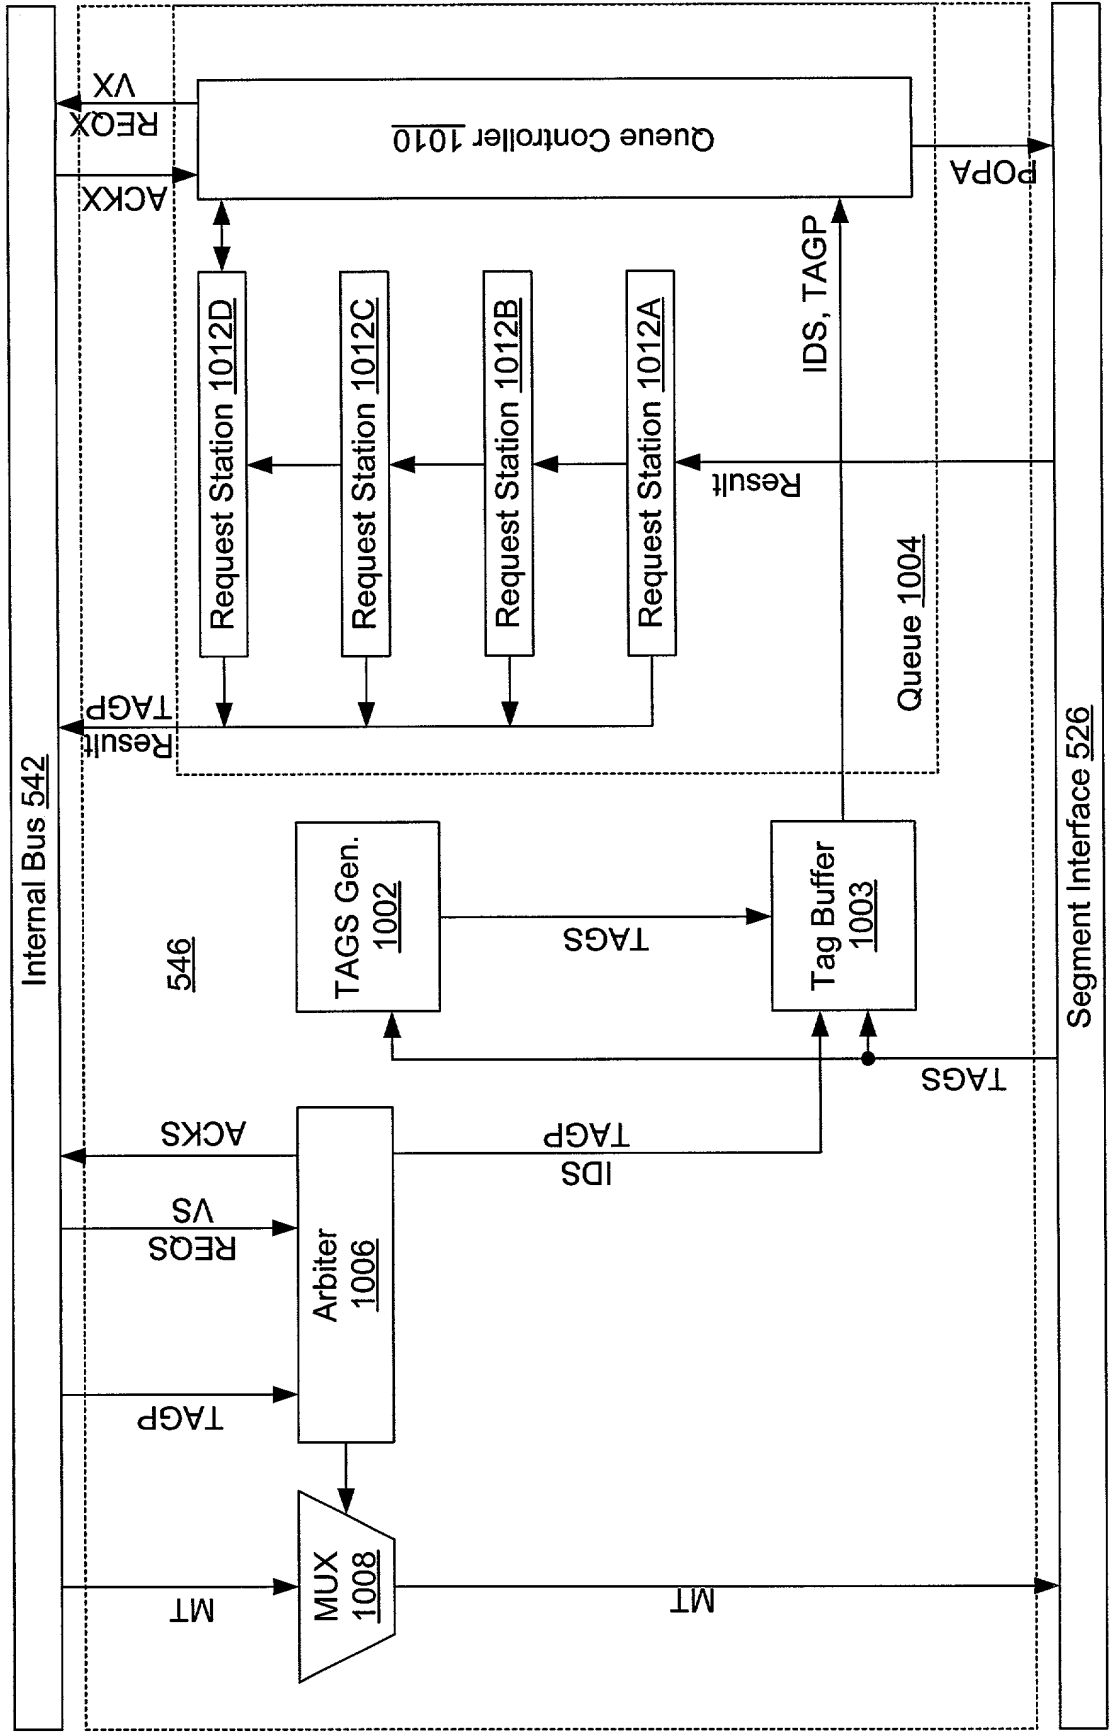 Internal Bus 542
MT
TAGP
REQS
VS
ACKS
546
Result
TAGP
ACKX
REQX
VX
MUX
1008
Arbiter
1006
TAGS Gen.
1002
Request Station 1012D
Request Station 1012C
Request Station 1012B
Request Station 1012A
Queue Controller 1010
IDS
TAGP
TAGS
Tag Buffer
1003
IDS, TAGP
Result
Queue 1004
MT
TAGS
POPA
Segment Interface 526